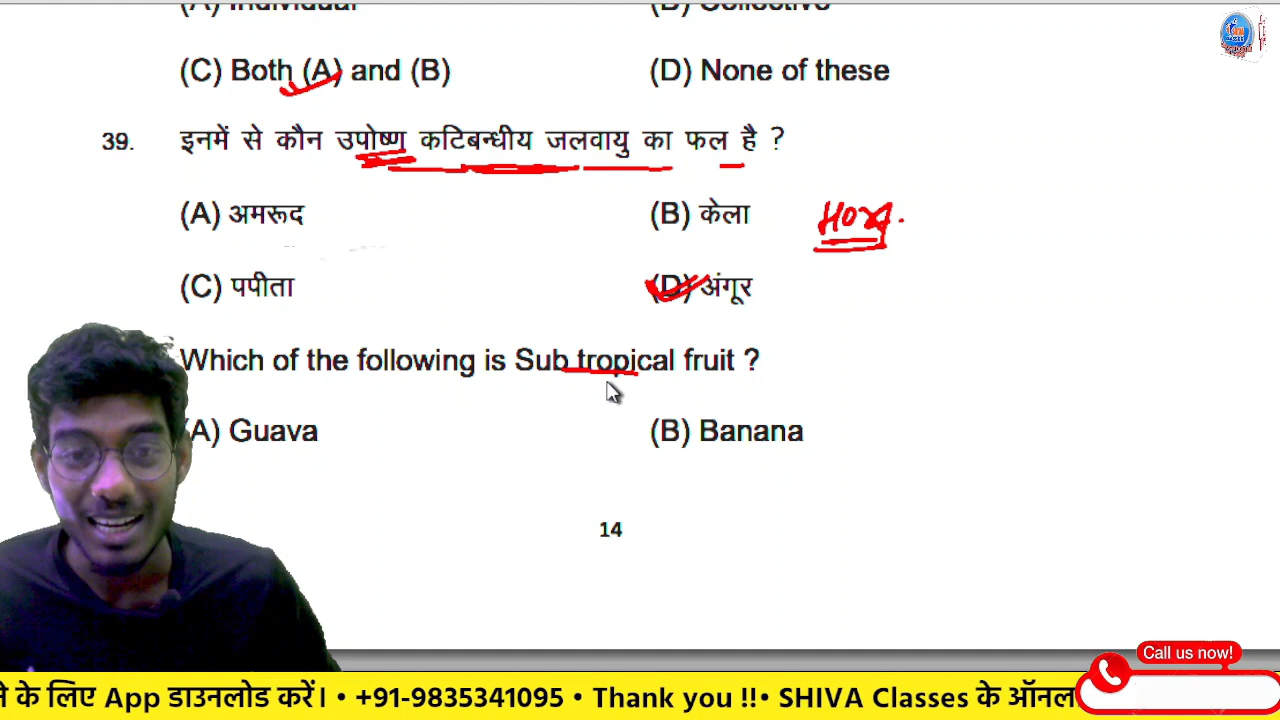 (A) Individual (B) Collective
(C) Both (A) and (B) (D) None of these
39. इनमें से कौन उपोष्ण कटिबन्धीय जलवायु का फल है ?
(A) अमरूद (B) केला
(C) पपीता (D) अंगूर
Which of the following is Sub tropical fruit ?
(A) Guava (B) Banana
14
Call us now!
से के लिए App डाउनलोड करें। • +91-9835341095 • Thank you !!• SHIVA Classes के ऑनल